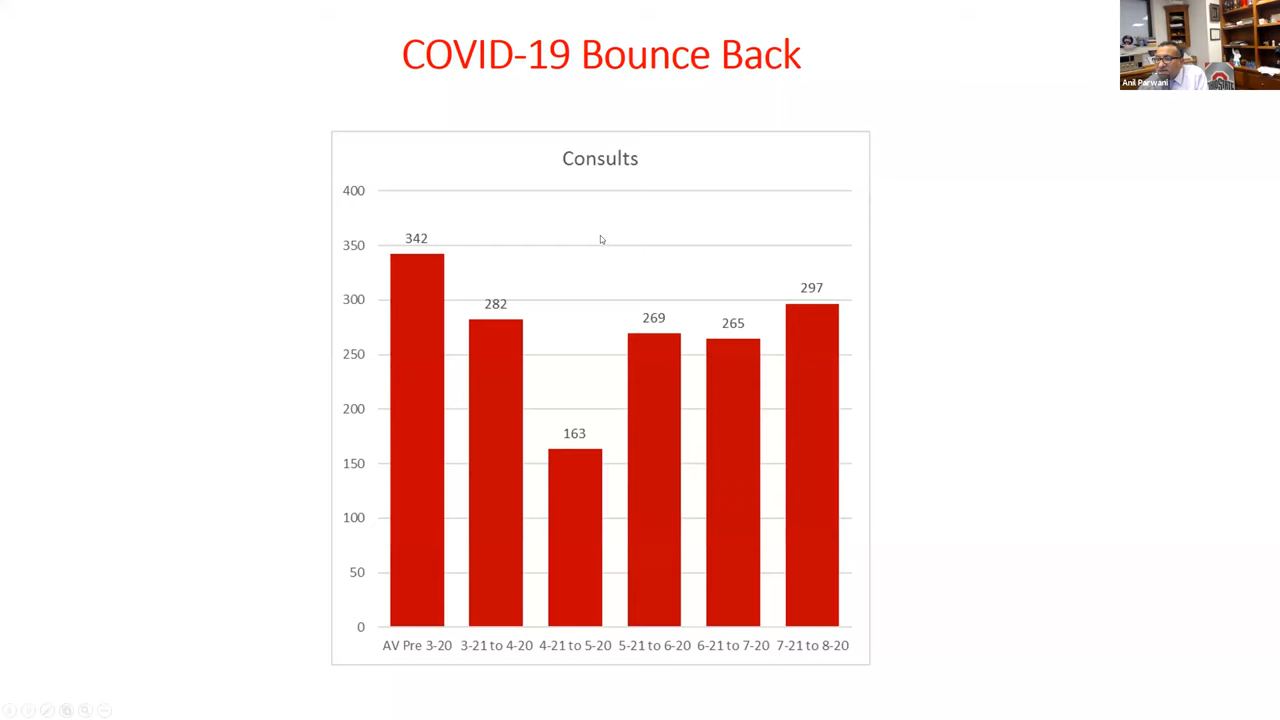 COVID-19 Bounce Back
Anil Parwani
Consults
400
350
300
250
200
150
100
50
0
342
282
163
269
265
297
AV Pre 3-20
3-21 to 4-20
4-21 to 5-20
5-21 to 6-20
6-21 to 7-20
7-21 to 8-20